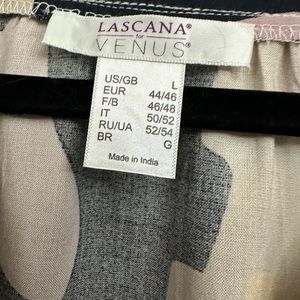 LASCANA®
for
VENUS®
US/GB L
EUR 44/46
F/B 46/48
IT 50/52
RU/UA 52/54
BR G
Made in India